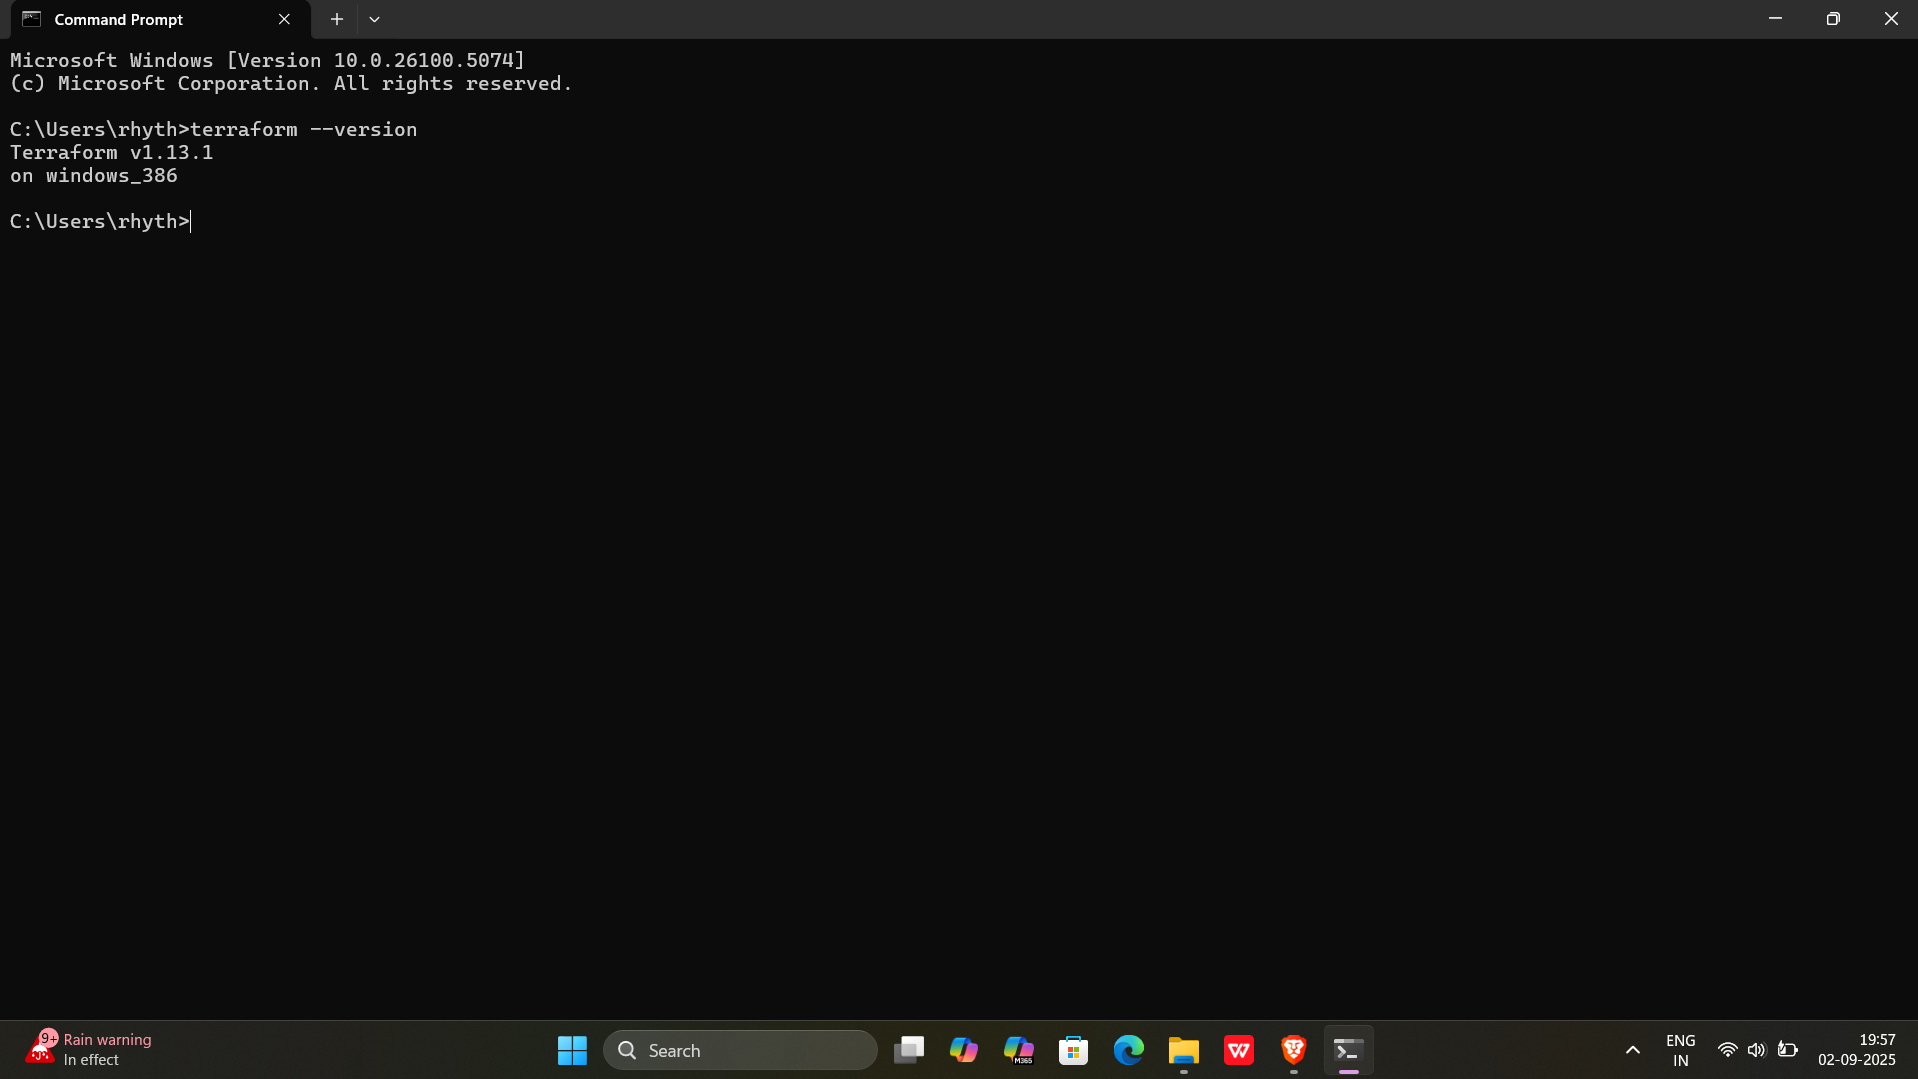 Command Prompt
Microsoft Windows [Version 10.0.26100.5074]
(c) Microsoft Corporation. All rights reserved.
C:\Users\rhyth>terraform --version
Terraform v1.13.1
on windows_386
C:\Users\rhyth>
9+
Rain warning
In effect
Search
M365
W
ENG
IN
19:57
02-09-2025